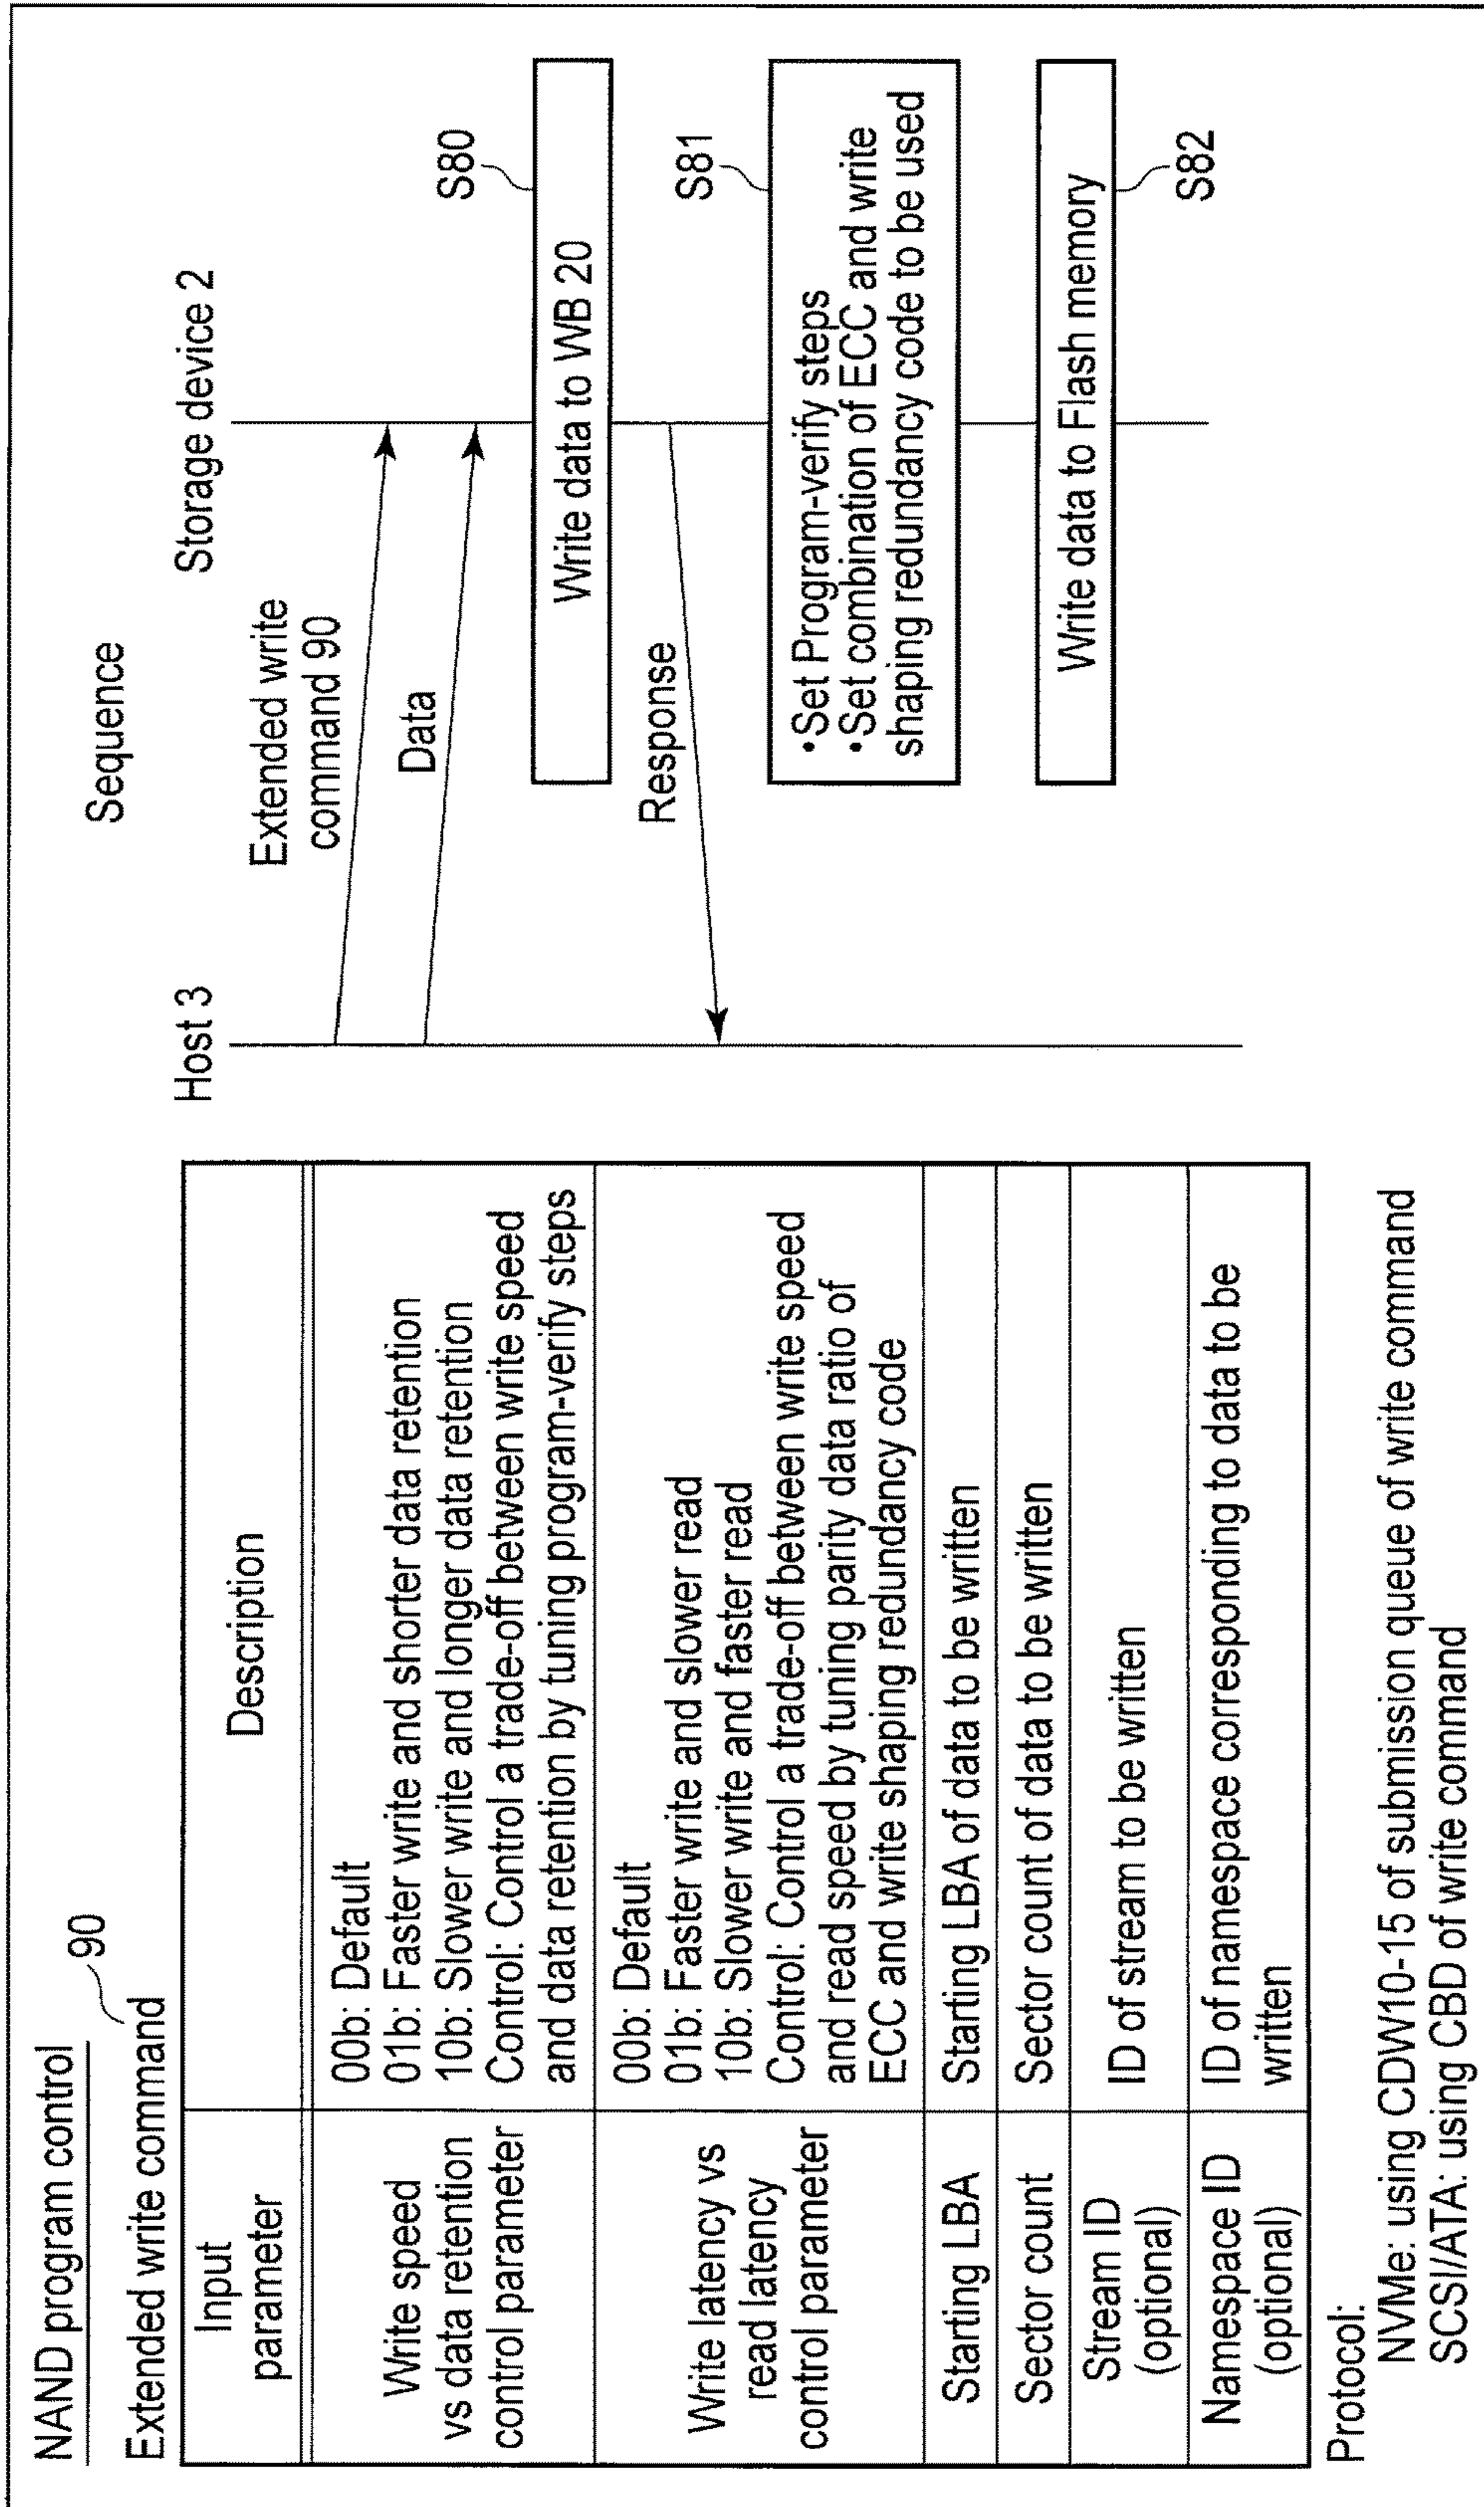 NAND program control
Extended write command
90
Input
parameter
Description
Write speed
vs data retention
control parameter
00b: Default
01b: Faster write and shorter data retention
10b: Slower write and longer data retention
Control: Control a trade-off between write speed
and data retention by tuning program-verify steps
Write latency vs
read latency
control parameter
00b: Default
01b: Faster write and slower read
10b: Slower write and faster read
Control: Control a trade-off between write speed
and read speed by tuning parity data ratio of
ECC and write shaping redundancy code
Starting LBA
Starting LBA of data to be written
Sector count
Sector count of data to be written
Stream ID
(optional)
ID of stream to be written
Namespace ID
(optional)
ID of namespace corresponding to data to be
written
Protocol:
NVMe: using CDW10-15 of submission queue of write command
SCSI/ATA: using CBD of write command
Sequence
Host 3
Storage device 2
Extended write
command 90
Data
S80
Write data to WB 20
Response
S81
•Set Program-verify steps
•Set combination of ECC and write
shaping redundancy code to be used
Write data to Flash memory
S82